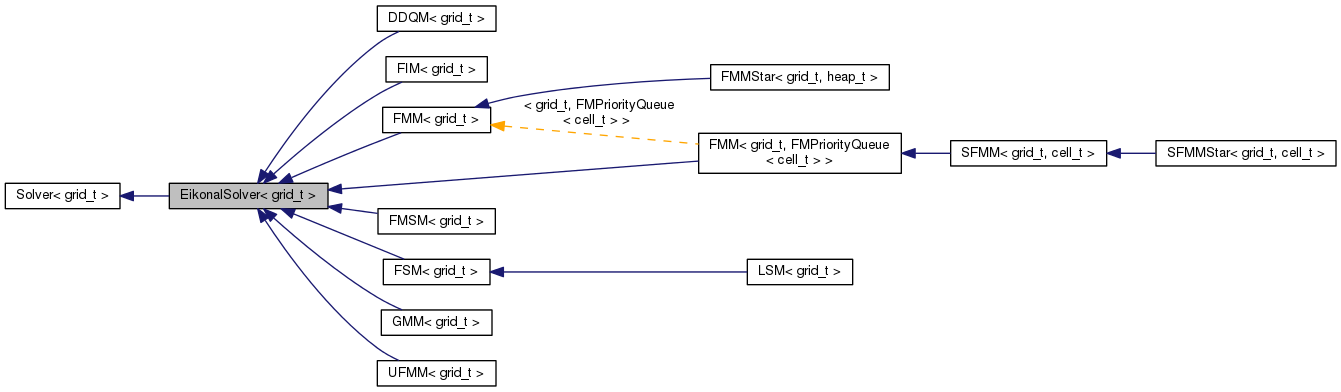 DDQM< grid_t >
FIM< grid_t >
FMMStar< grid_t, heap_t >
< grid_t, FMPriorityQueue
< cell_t > >
FMM< grid_t >
FMM< grid_t, FMPriorityQueue
< cell_t > >
SFMM< grid_t, cell_t >
SFMMStar< grid_t, cell_t >
Solver< grid_t >
EikonalSolver< grid_t >
FMSM< grid_t >
FSM< grid_t >
LSM< grid_t >
GMM< grid_t >
UFMM< grid_t >